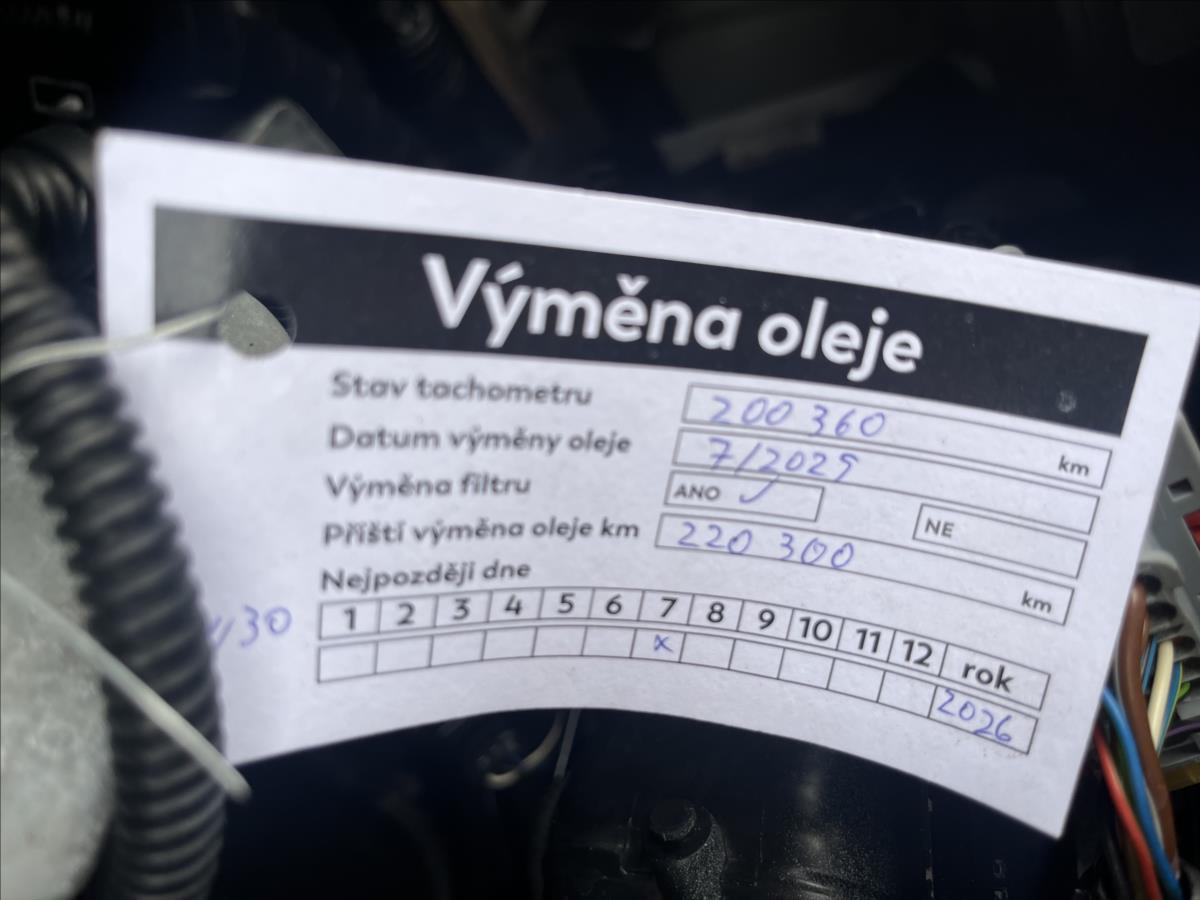 Výměna oleje
Stav tachometru 200 360 km
Datum výměny oleje 7/2025
Výměna filtru ANO ✓ NE
Příští výměna oleje km 220 300 km
Nejpozději dne
1 2 3 4 5 6 7 8 9 10 11 12 rok
x 2026